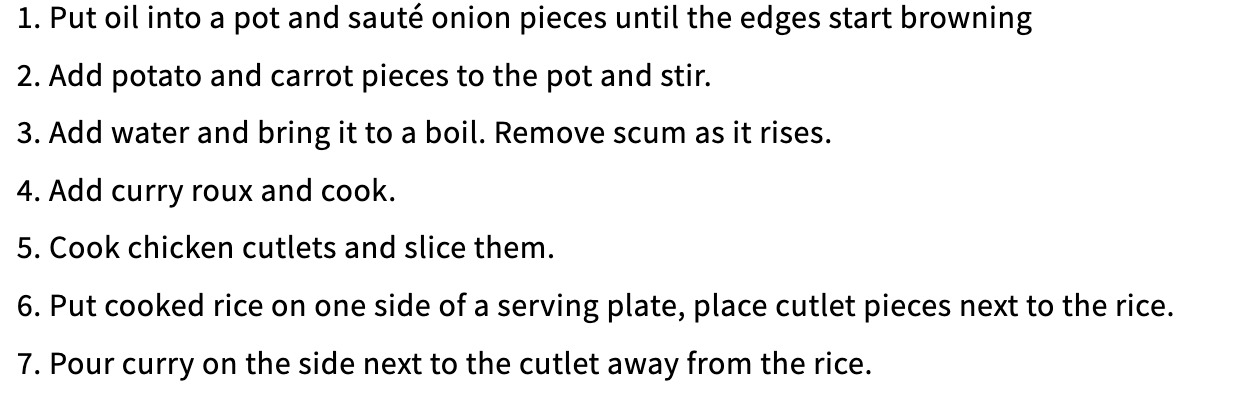 1. Put oil into a pot and sauté onion pieces until the edges start browning
2. Add potato and carrot pieces to the pot and stir.
3. Add water and bring it to a boil. Remove scum as it rises.
4. Add curry roux and cook.
5. Cook chicken cutlets and slice them.
6. Put cooked rice on one side of a serving plate, place cutlet pieces next to the rice.
7. Pour curry on the side next to the cutlet away from the rice.